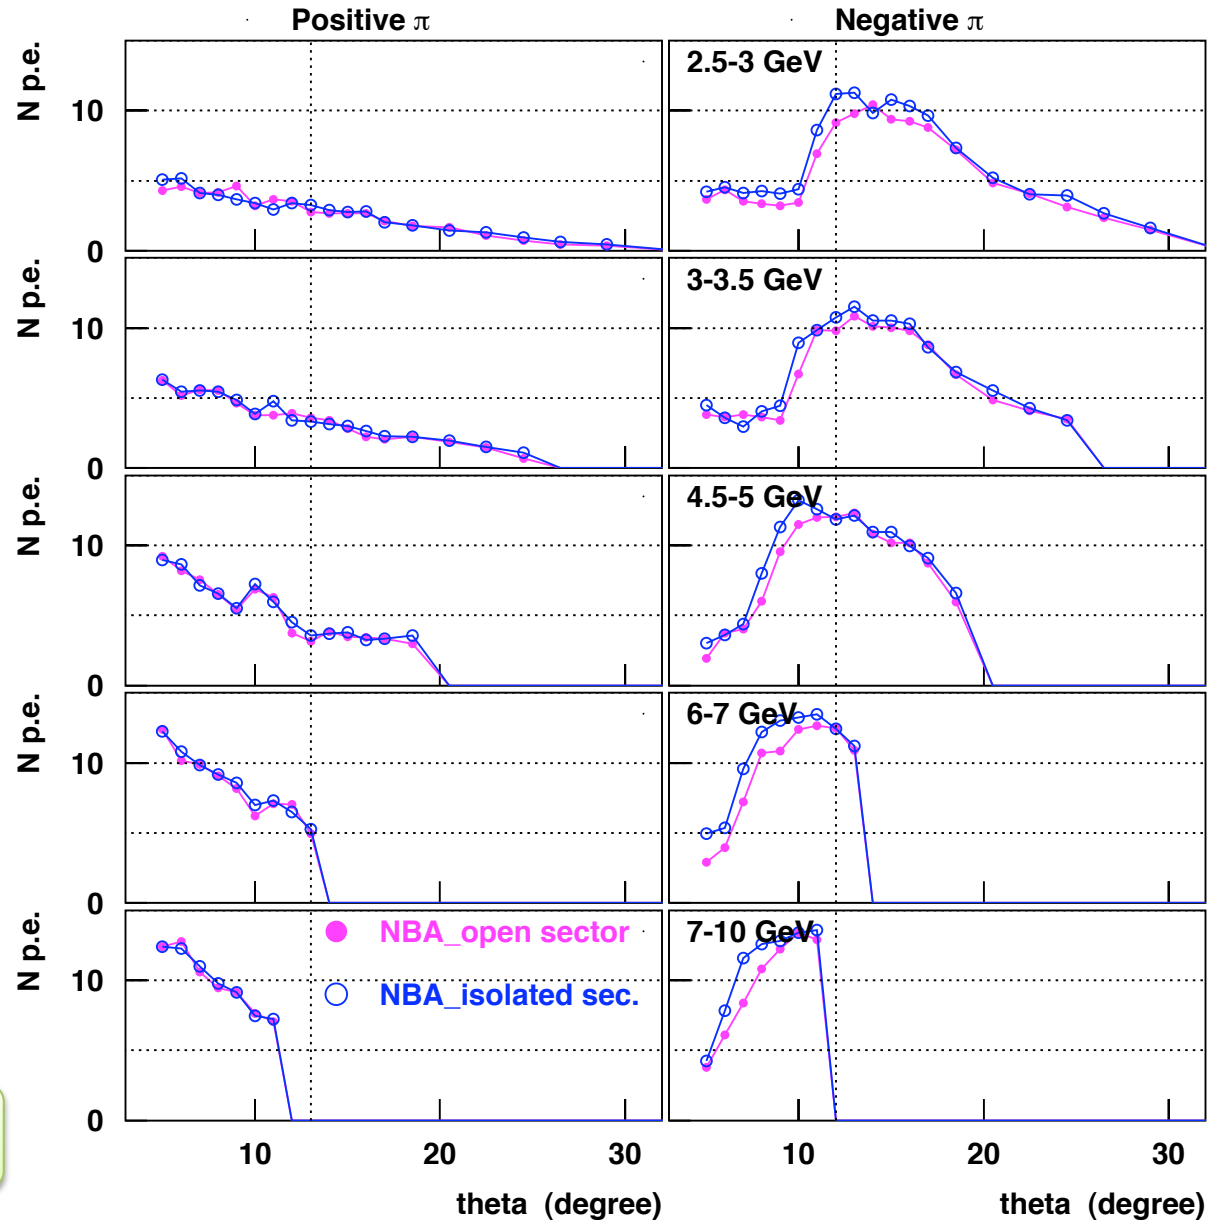 Positive π Negative π
N p.e. 10 0 2.5-3 GeV
N p.e. 10 0 3-3.5 GeV
N p.e. 10 0 4.5-5 GeV
N p.e. 10 0 6-7 GeV
N p.e. 10 0 7-10 GeV
NBA_open sector
NBA_isolated sec.
10 20 30 10 20 30
theta (degree) theta (degree)